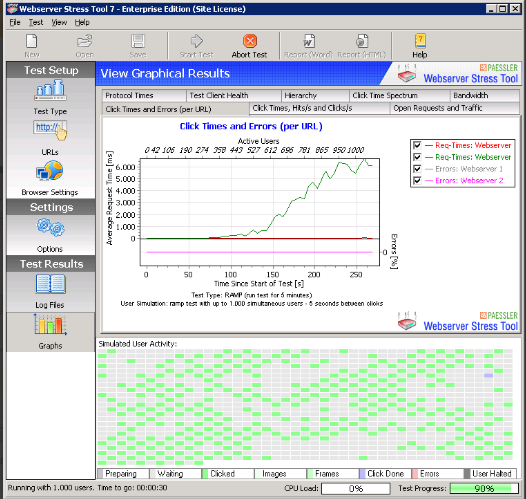 Webserver Stress Tool 7 - Enterprise Edition (Site License)
File Test View Help
New Open Save Start Test Abort Test Report (Word) Report (HTML) Help
Test Setup
Test Type
http://
URLs
Browser Settings
Settings
Options
Test Results
Log Files
Graphs
View Graphical Results
PAESSLER
Webserver Stress Tool
Protocol Times Test Client Health Hierarchy Click Time Spectrum Bandwidth
Click Times and Errors (per URL) Click Times, Hits/s and Clicks/s Open Requests and Traffic
Click Times and Errors (per URL)
Active Users
0 42 106 190 274 358 443 527 612 696 781 865 950 1000
Average Request Time [ms]
6.000
5.000
4.000
3.000
2.000
1.000
0
0
Errors [%]
0 50 100 150 200 250
Time Since Start of Test [s]
Test Type: RAMP (run test for 5 minutes)
User Simulation: ramp test with up to 1.000 simultaneous users - 5 seconds between clicks
Req-Times: Webserver
Req-Times: Webserver
Errors: Webserver 1
Errors: Webserver 2
PAESSLER
Webserver Stress Tool
Simulated User Activity:
Preparing Waiting Clicked Images Frames Click Done Errors User Halted
Running with 1.000 users. Time to go: 00:00:30 CPU Load: 0% Test Progress: 90%